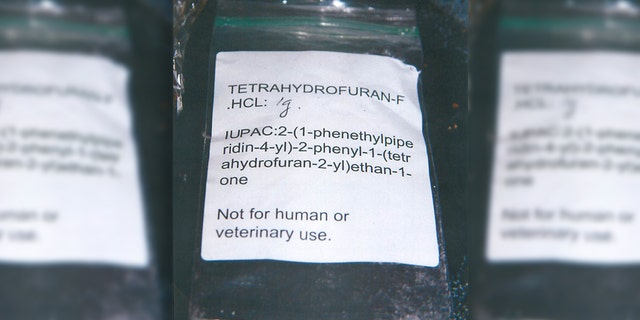 TETRAHYDROFURAN-F
.HCL: 1g.
IUPAC:2-(1-phenethylpipe
ridin-4-yl)-2-phenyl-1-(tetr
ahydrofuran-2-yl)ethan-1-
one
Not for human or
veterinary use.